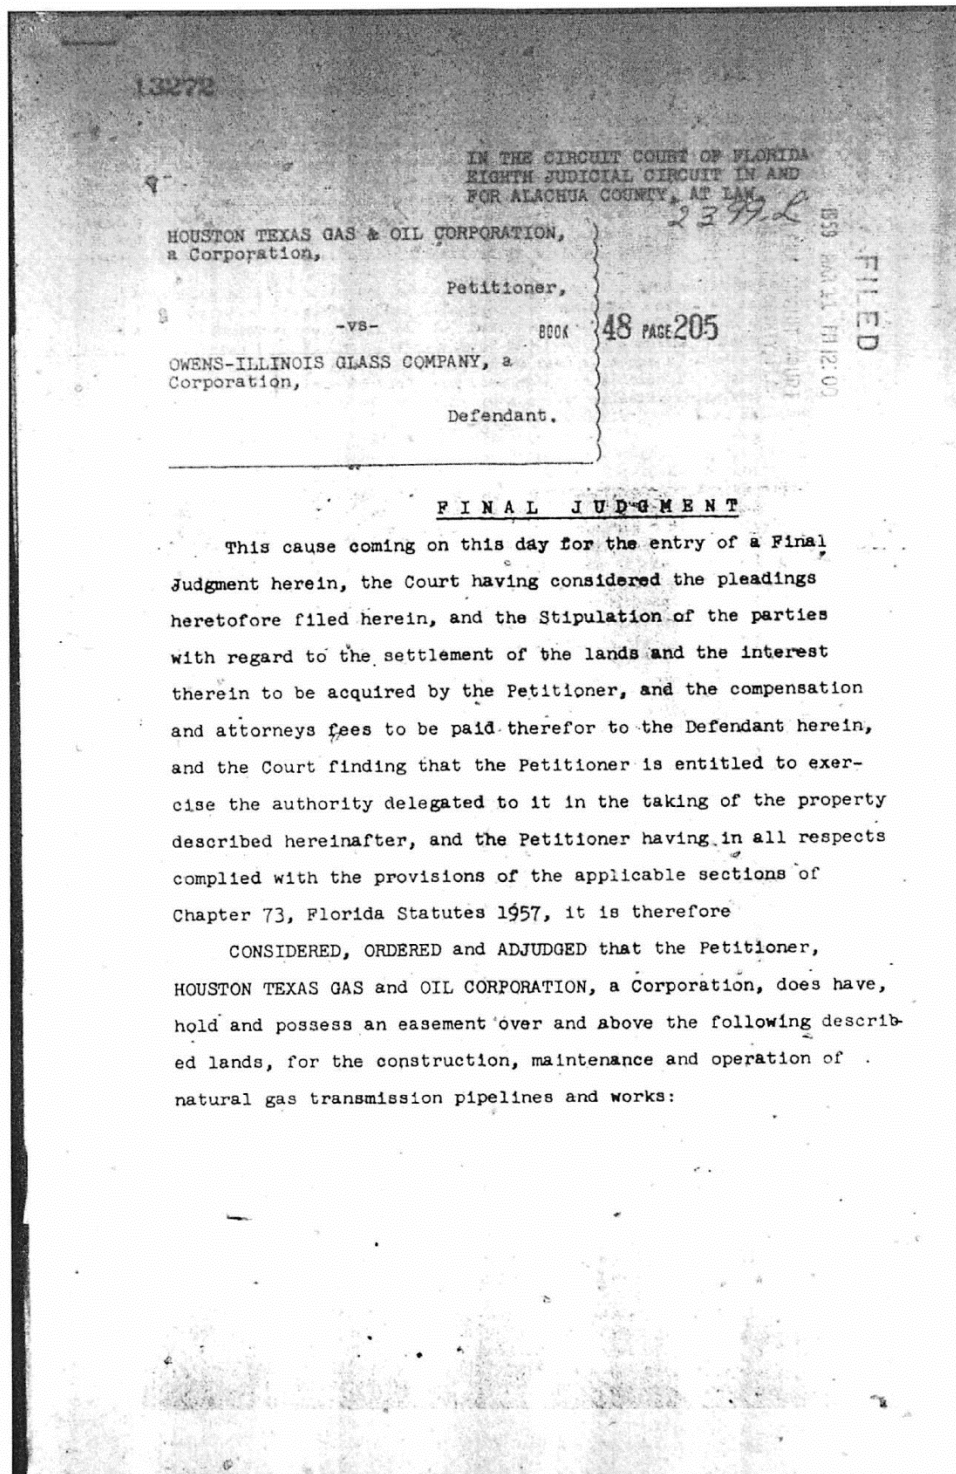 13272
IN THE CIRCUIT COURT OF FLORIDA
EIGHTH JUDICIAL CIRCUIT IN AND
FOR ALACHUA COUNTY, AT LAW.
2399-L
HOUSTON TEXAS GAS & OIL CORPORATION,
a Corporation,
Petitioner,
-vs-
BOOK 48 PAGE 205
OWENS-ILLINOIS GLASS COMPANY, a
Corporation,
Defendant.
FILED
1959 12:00
FINAL JUDGMENT
This cause coming on this day for the entry of a Final
Judgment herein, the Court having considered the pleadings
heretofore filed herein, and the Stipulation of the parties
with regard to the settlement of the lands and the interest
therein to be acquired by the Petitioner, and the compensation
and attorneys fees to be paid therefor to the Defendant herein,
and the Court finding that the Petitioner is entitled to exer-
cise the authority delegated to it in the taking of the property
described hereinafter, and the Petitioner having in all respects
complied with the provisions of the applicable sections of
Chapter 73, Florida Statutes 1957, it is therefore
CONSIDERED, ORDERED and ADJUDGED that the Petitioner,
HOUSTON TEXAS GAS and OIL CORPORATION, a Corporation, does have,
hold and possess an easement over and above the following describ-
ed lands, for the construction, maintenance and operation of
natural gas transmission pipelines and works: